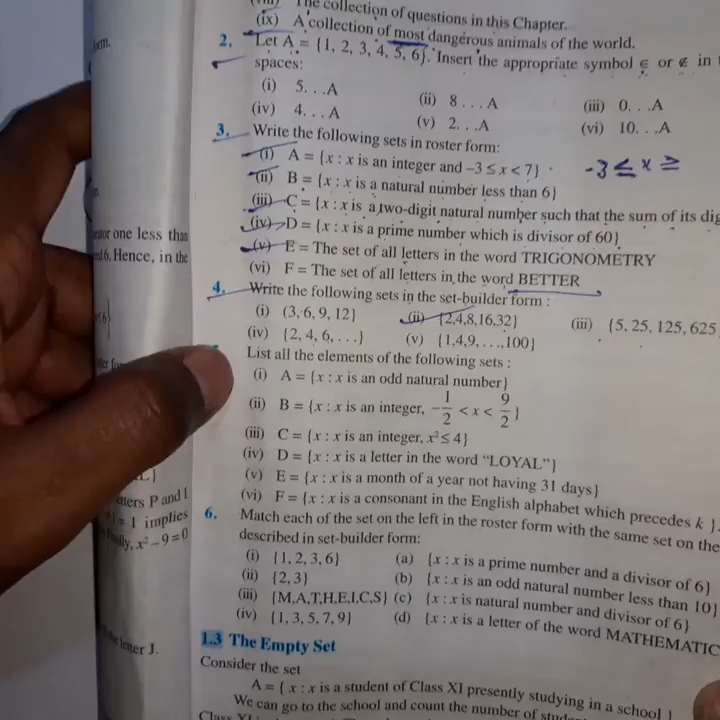 The collection of questions in this Chapter.
(ix) A collection of most dangerous animals of the world.
2. Let A = {1, 2, 3, 4, 5, 6}. Insert the appropriate symbol ∈ or ∉ in
spaces:
(i) 5. . .A (ii) 8 . . . A (iii) 0. . .A
(iv) 4. . . A (v) 2. . .A (vi) 10. . .A
3. Write the following sets in roster form:
(i) A = {x : x is an integer and –3 ≤ x < 7} -3 ≤ x ≥
(ii) B = {x : x is a natural number less than 6}
(iii) C = {x : x is a two-digit natural number such that the sum of its dig
(iv) D = {x : x is a prime number which is divisor of 60}
(v) E = The set of all letters in the word TRIGONOMETRY
(vi) F = The set of all letters in the word BETTER
4. Write the following sets in the set-builder form :
(i) (3, 6, 9, 12} (ii) {2,4,8,16,32} (iii) {5, 25, 125, 625
(iv) {2, 4, 6, . . .} (v) {1,4,9, . . .,100}
List all the elements of the following sets :
(i) A = {x : x is an odd natural number}
(ii) B = {x : x is an integer, –1/2 < x < 9/2}
(iii) C = {x : x is an integer, x² ≤ 4}
(iv) D = {x : x is a letter in the word “LOYAL”}
(v) E = {x : x is a month of a year not having 31 days}
(vi) F = {x : x is a consonant in the English alphabet which precedes k }.
6. Match each of the set on the left in the roster form with the same set on the
described in set-builder form:
(i) {1, 2, 3, 6} (a) {x : x is a prime number and a divisor of 6}
(ii) {2, 3} (b) {x : x is an odd natural number less than 10}
(iii) {M,A,T,H,E,I,C,S} (c) {x : x is natural number and divisor of 6}
(iv) {1, 3, 5, 7, 9} (d) {x : x is a letter of the word MATHEMATIC
1.3 The Empty Set
Consider the set
A = { x : x is a student of Class XI presently studying in a school }
We can go to the school and count the number of
Class XI
one less than
Hence, in the
P and I
= 1 implies
x² – 9 = 0
letter J.